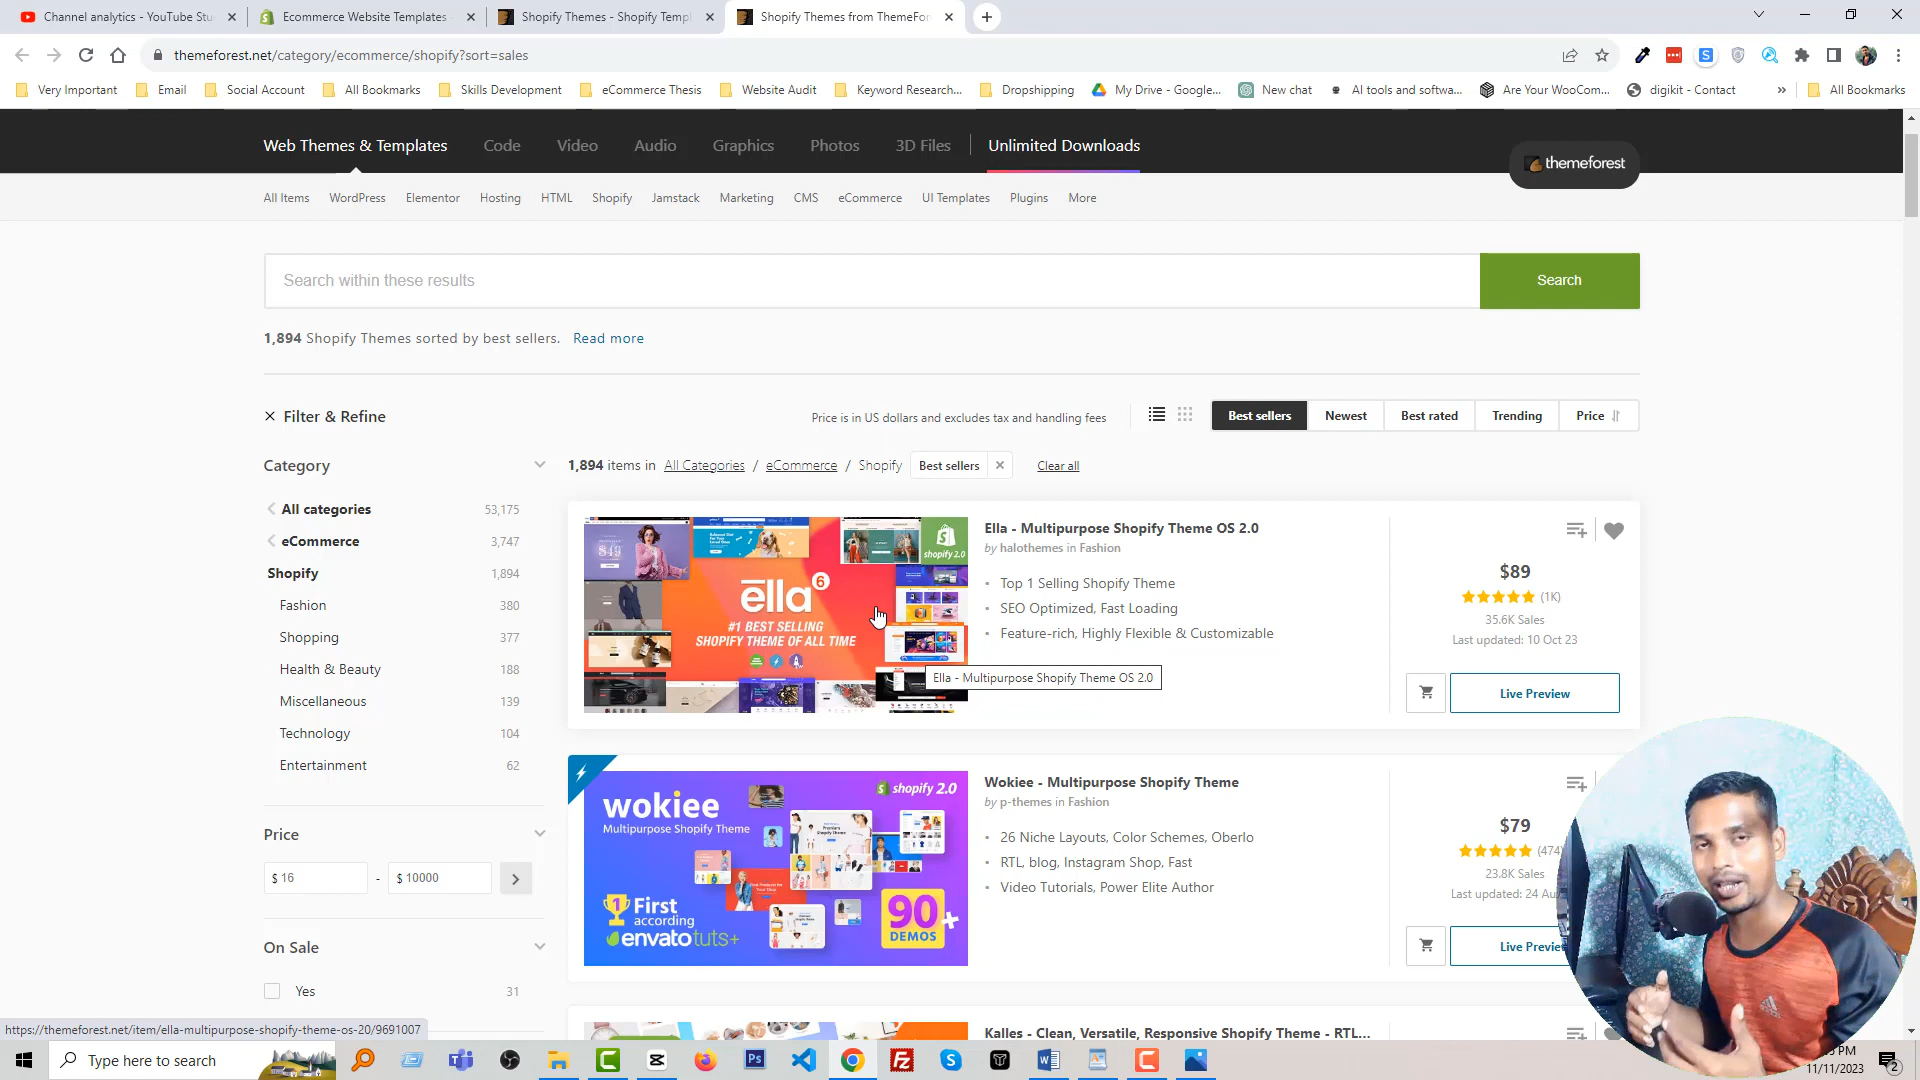 Channel analytics - YouTube Stu
Ecommerce Website Templates
Shopify Themes - Shopify Templ
Shopify Themes from ThemeFor
themeforest.net/category/ecommerce/shopify?sort=sales
Very Important
Email
Social Account
All Bookmarks
Skills Development
eCommerce Thesis
Website Audit
Keyword Research...
Dropshipping
My Drive - Google...
New chat
AI tools and softwa...
Are Your WooCom...
digikit - Contact
»
All Bookmarks
Web Themes & Templates
Code
Video
Audio
Graphics
Photos
3D Files
Unlimited Downloads
themeforest
All Items
WordPress
Elementor
Hosting
HTML
Shopify
Jamstack
Marketing
CMS
eCommerce
UI Templates
Plugins
More
Search within these results
Search
1,894 Shopify Themes sorted by best sellers. Read more
Filter & Refine
Price is in US dollars and excludes tax and handling fees
Best sellers
Newest
Best rated
Trending
Price
Category
1,894 items in All Categories / eCommerce / Shopify
Best sellers
Clear all
All categories 53,175
eCommerce 3,747
Shopify 1,894
Fashion 380
Shopping 377
Health & Beauty 188
Miscellaneous 139
Technology 104
Entertainment 62
Price
$ 16 - $ 10000
On Sale
Yes 31
shopify 2.0
ella 6
#1 BEST SELLING
SHOPIFY THEME OF ALL TIME
Ella - Multipurpose Shopify Theme OS 2.0
by halothemes in Fashion
Top 1 Selling Shopify Theme
SEO Optimized, Fast Loading
Feature-rich, Highly Flexible & Customizable
Ella - Multipurpose Shopify Theme OS 2.0
$89
(1K)
35.6K Sales
Last updated: 10 Oct 23
Live Preview
shopify 2.0
wokiee
Multipurpose Shopify Theme
1 First
according
envatotuts+
90+
DEMOS
Wokiee - Multipurpose Shopify Theme
by p-themes in Fashion
26 Niche Layouts, Color Schemes, Oberlo
RTL, blog, Instagram Shop, Fast
Video Tutorials, Power Elite Author
$79
(474)
23.8K Sales
Last updated: 24 Au
Live Previe
Kalles - Clean, Versatile, Responsive Shopify Theme - RTL...
https://themeforest.net/item/ella-multipurpose-shopify-theme-os-20/9691007
Type here to search
PM
11/11/2023
2